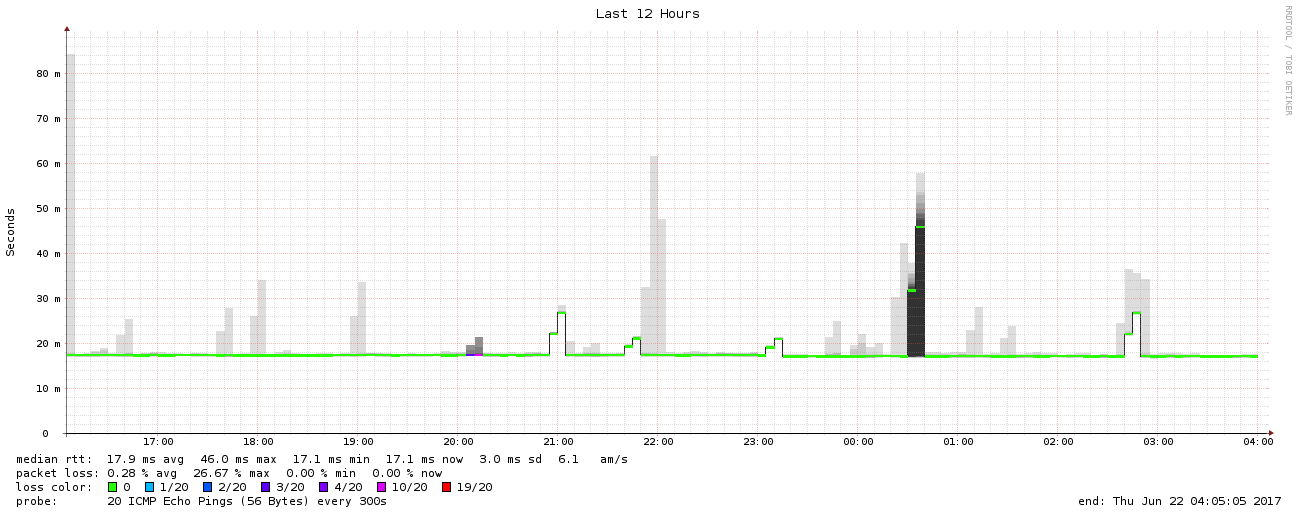 Last 12 Hours
RRDTOOL / TOBI OETIKER
Seconds
80 m
70 m
60 m
50 m
40 m
30 m
20 m
10 m
0
17:00 18:00 19:00 20:00 21:00 22:00 23:00 00:00 01:00 02:00 03:00 04:00
median rtt: 17.9 ms avg 46.0 ms max 17.1 ms min 17.1 ms now 3.0 ms sd 6.1 am/s
packet loss: 0.28 % avg 26.67 % max 0.00 % min 0.00 % now
loss color: 0 1/20 2/20 3/20 4/20 10/20 19/20
probe: 20 ICMP Echo Pings (56 Bytes) every 300s end: Thu Jun 22 04:05:05 2017